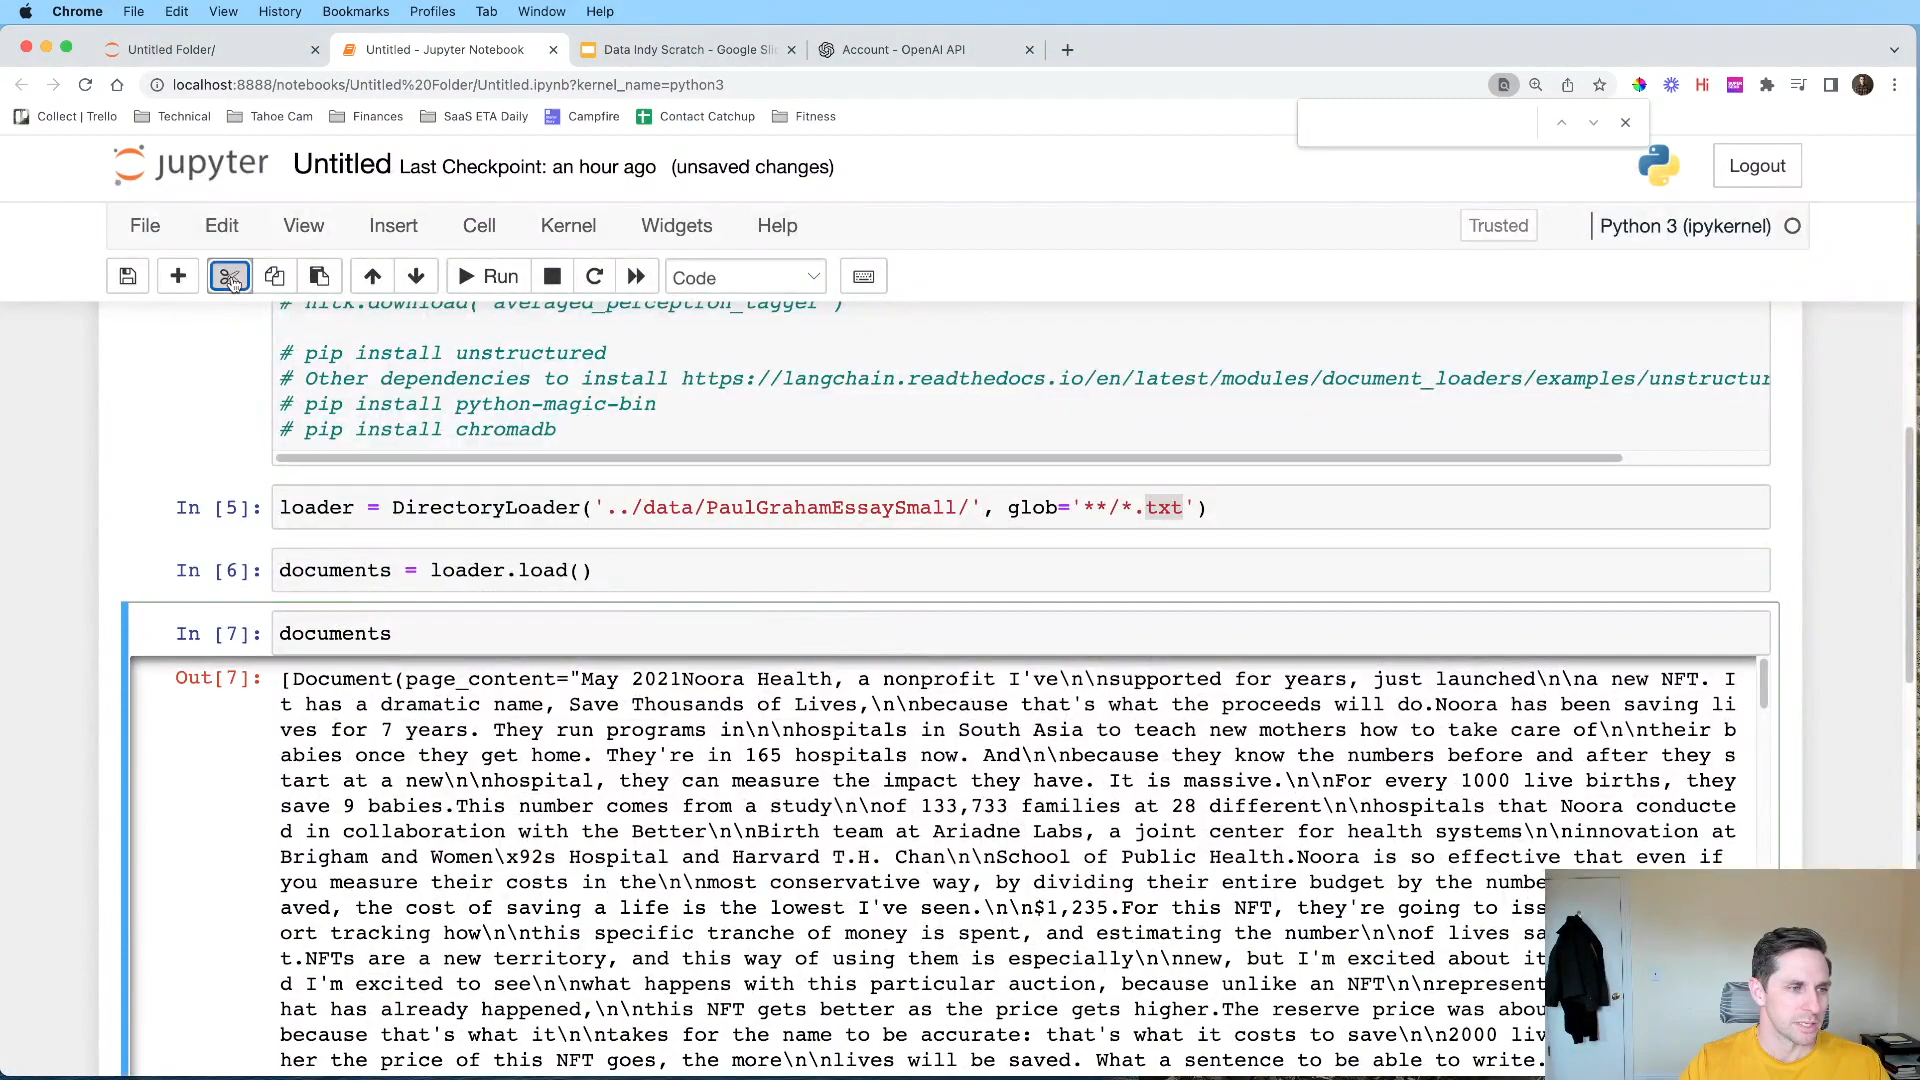 Chrome File Edit View History Bookmarks Profiles Tab Window Help
Untitled Folder/ Untitled - Jupyter Notebook Data Indy Scratch - Google Sli Account - OpenAI API
localhost:8888/notebooks/Untitled%20Folder/Untitled.ipynb?kernel_name=python3
Collect | Trello Technical Tahoe Cam Finances SaaS ETA Daily Campfire Contact Catchup Fitness
jupyter Untitled Last Checkpoint: an hour ago (unsaved changes) Logout
File Edit View Insert Cell Kernel Widgets Help Trusted Python 3 (ipykernel)
Run Code
# nltk.download('averaged_perception_tagger')
# pip install unstructured
# Other dependencies to install https://langchain.readthedocs.io/en/latest/modules/document_loaders/examples/unstructur
# pip install python-magic-bin
# pip install chromadb
In [5]: loader = DirectoryLoader('../data/PaulGrahamEssaySmall/', glob='**/*.txt')
In [6]: documents = loader.load()
In [7]: documents
Out[7]: [Document(page_content="May 2021Noora Health, a nonprofit I've\n\nsupported for years, just launched\n\na new NFT. I
t has a dramatic name, Save Thousands of Lives,\n\nbecause that's what the proceeds will do.Noora has been saving li
ves for 7 years. They run programs in\n\nhospitals in South Asia to teach new mothers how to take care of\n\ntheir b
abies once they get home. They're in 165 hospitals now. And\n\nbecause they know the numbers before and after they s
tart at a new\n\nhospital, they can measure the impact they have. It is massive.\n\nFor every 1000 live births, they
save 9 babies.This number comes from a study\n\nof 133,733 families at 28 different\n\nhospitals that Noora conducte
d in collaboration with the Better\n\nBirth team at Ariadne Labs, a joint center for health systems\n\ninnovation at
Brigham and Women\x92s Hospital and Harvard T.H. Chan\n\nSchool of Public Health.Noora is so effective that even if
you measure their costs in the\n\nmost conservative way, by dividing their entire budget by the numbe
aved, the cost of saving a life is the lowest I've seen.\n\n$1,235.For this NFT, they're going to iss
ort tracking how\n\nthis specific tranche of money is spent, and estimating the number\n\nof lives sa
t.NFTs are a new territory, and this way of using them is especially\n\nnew, but I'm excited about it
d I'm excited to see\n\nwhat happens with this particular auction, because unlike an NFT\n\nrepresent
hat has already happened,\n\nthis NFT gets better as the price gets higher.The reserve price was abou
because that's what it\n\ntakes for the name to be accurate: that's what it costs to save\n\n2000 liv
her the price of this NFT goes, the more\n\nlives will be saved. What a sentence to be able to write.